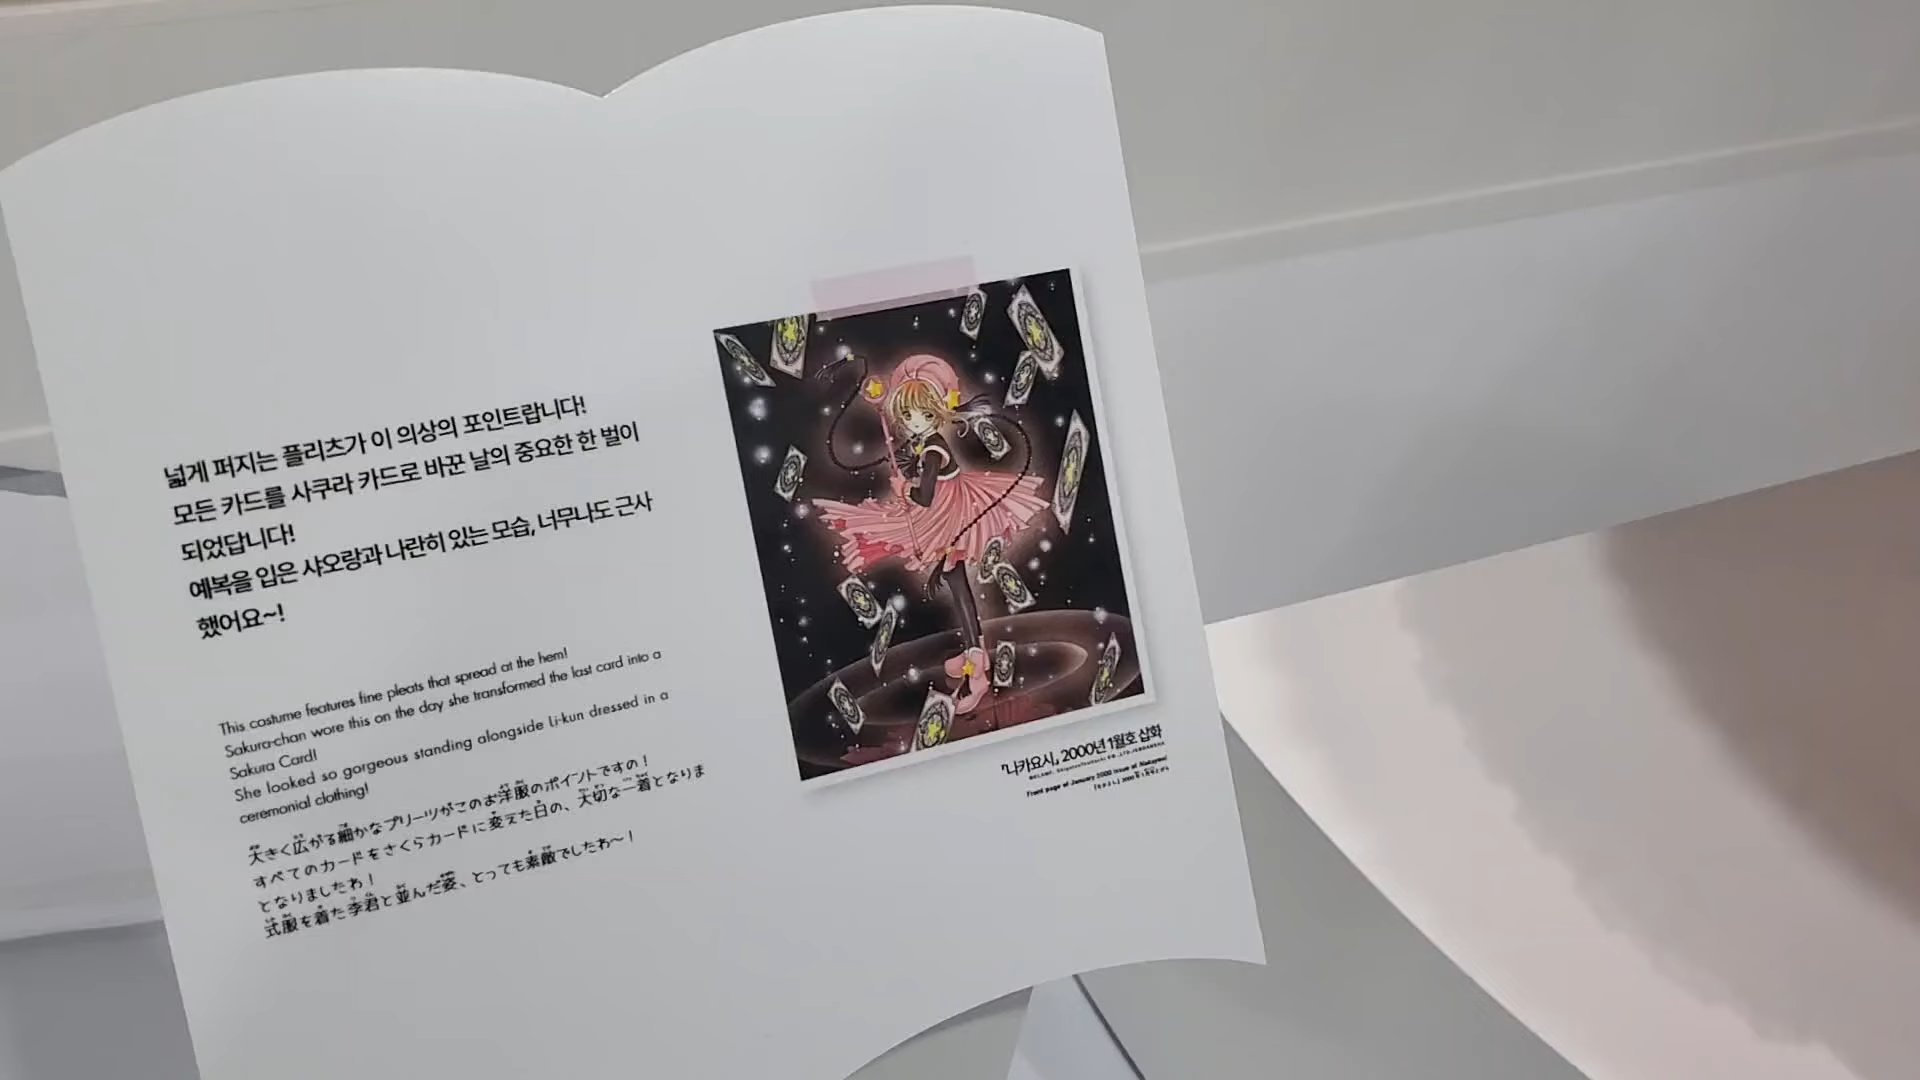 넓게 퍼지는 플리츠가 이 의상의 포인트랍니다!
모든 카드를 사쿠라 카드로 바꾼 날의 중요한 한 벌이
되었답니다!
예복을 입은 샤오랑과 나란히 있는 모습, 너무나도 근사
했어요~!
This costume features fine pleats that spread at the hem!
Sakura-chan wore this on the day she transformed the last card into a
Sakura Card!
She looked so gorgeous standing alongside Li-kun dressed in a
ceremonial clothing!
大きく広がる細かなプリーツがこのお洋服のポイントですの!
すべてのカードをさくらカードに変えた日の、大切な一着となりま
となりましたわ!
式服を着た李君と並んだ姿、とっても素敵でしたわ〜!
『나카요시』 2000년 1월호 삽화
Front page of January 2000 issue of Nakayosi